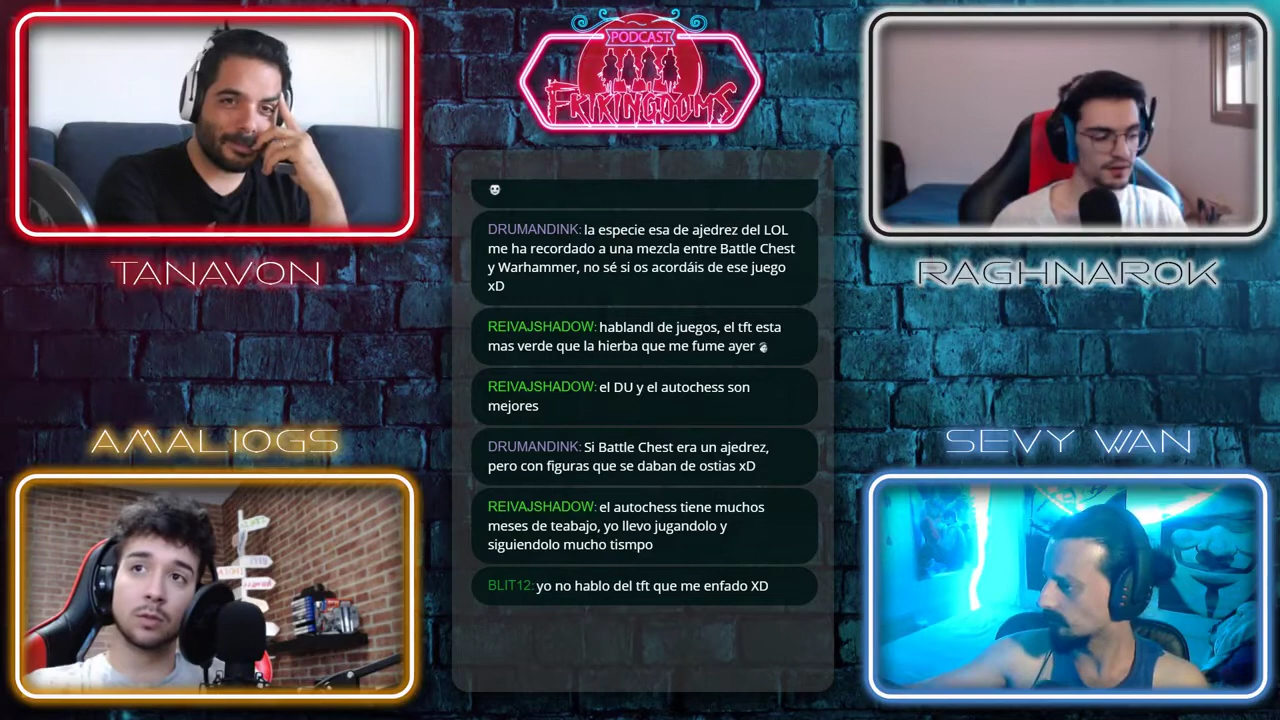 PODCAST
FRIKINGDOMS
TANAVON
RAGHNAROK
DRUMANDINK: la especie esa de ajedrez del LOL
me ha recordado a una mezcla entre Battle Chest
y Warhammer, no sé si os acordáis de ese juego
xD
REIVAJSHADOW: hablandl de juegos, el tft esta
mas verde que la hierba que me fume ayer
REIVAJSHADOW: el DU y el autochess son
mejores
DRUMANDINK: Si Battle Chest era un ajedrez,
pero con figuras que se daban de ostias xD
REIVAJSHADOW: el autochess tiene muchos
meses de teabajo, yo llevo jugandolo y
siguiendolo mucho tismpo
BLIT12: yo no hablo del tft que me enfado XD
AMALIOGS
SEVY WAN